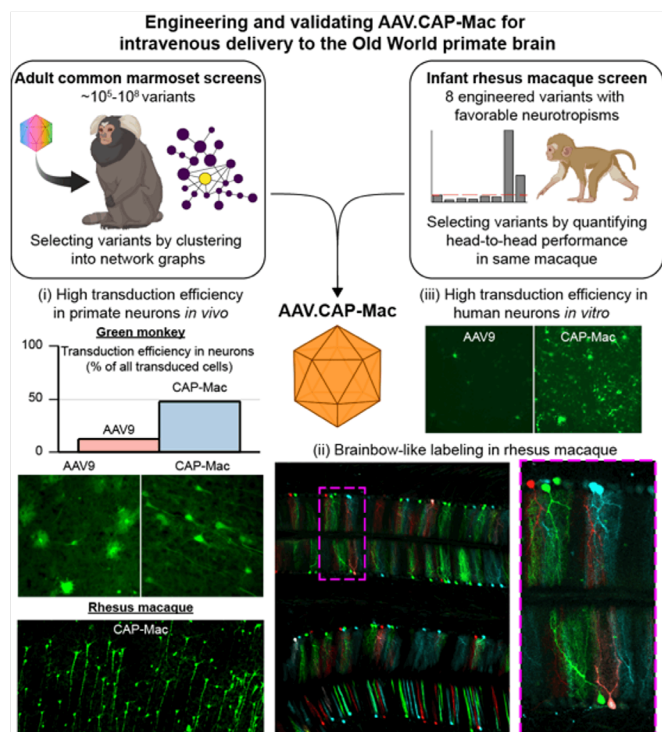 Engineering and validating AAV.CAP-Mac for
intravenous delivery to the Old World primate brain
Adult common marmoset screens
~10⁵-10⁸ variants
Selecting variants by clustering
into network graphs
Infant rhesus macaque screen
8 engineered variants with
favorable neurotropisms
Selecting variants by quantifying
head-to-head performance
in same macaque
(i) High transduction efficiency
in primate neurons in vivo
Green monkey
100
50
0
Transduction efficiency in neurons
(% of all transduced cells)
CAP-Mac
AAV9
AAV9
CAP-Mac
Rhesus macaque
CAP-Mac
AAV.CAP-Mac
(iii) High transduction efficiency in
human neurons in vitro
AAV9
CAP-Mac
(ii) Brainbow-like labeling in rhesus macaque